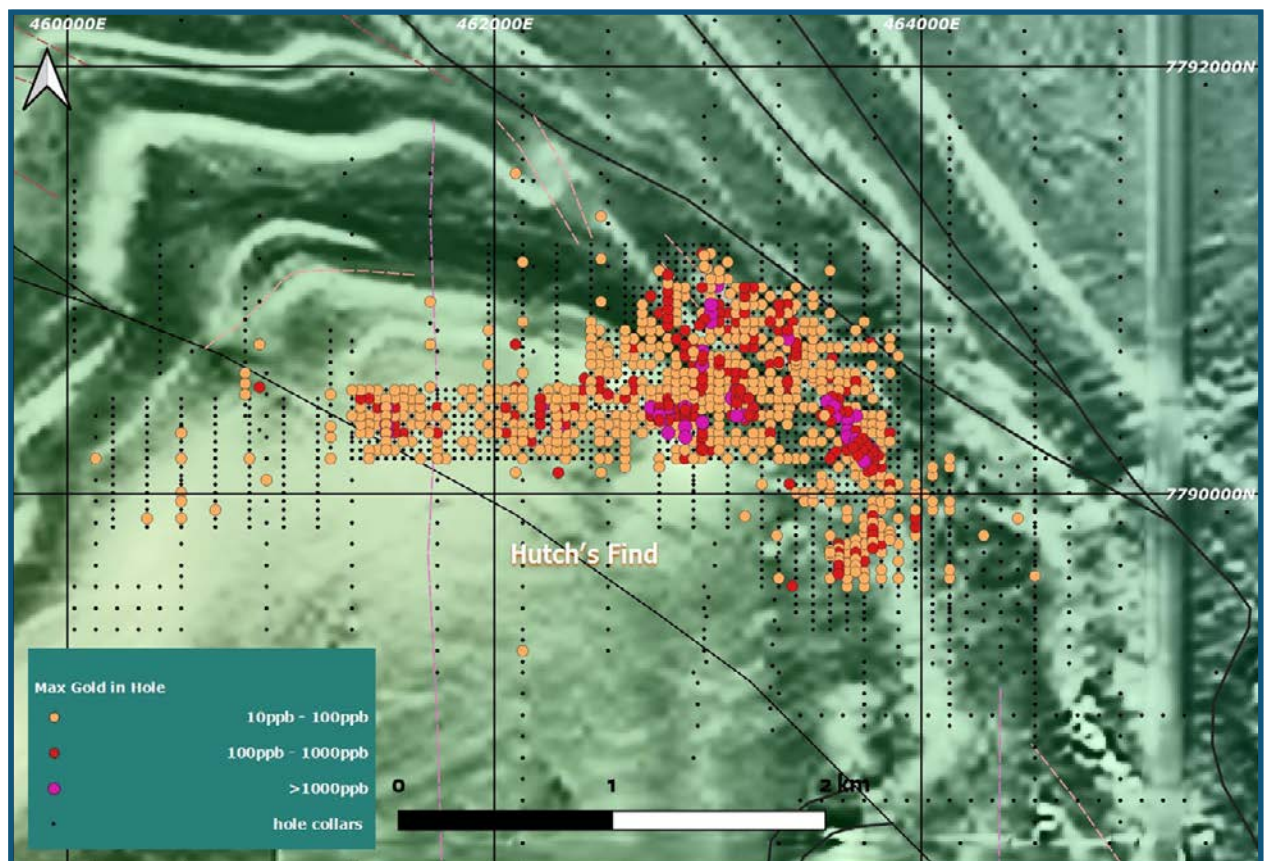 460000E
462000E
464000E
7792000N
7790000N
Hutch's Find
Max Gold in Hole
10ppb - 100ppb
100ppb - 1000ppb
>1000ppb
hole collars
0
1
2 km